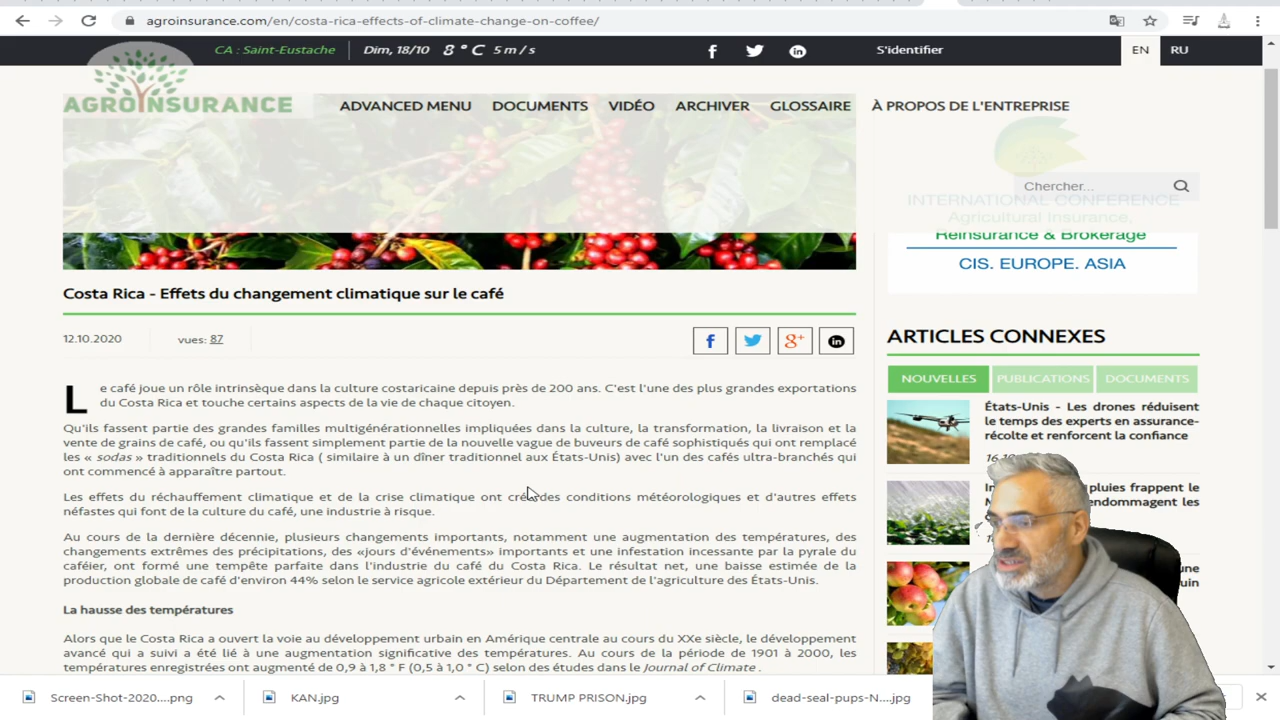 agroinsurance.com/en/costa-rica-effects-of-climate-change-on-coffee/
CA : Saint-Eustache
Dim, 18/10 8 ° C 5 m / s
S'identifier
EN
RU
AGROINSURANCE
ADVANCED MENU
DOCUMENTS
VIDÉO
ARCHIVER
GLOSSAIRE
À PROPOS DE L'ENTREPRISE
Chercher...
INTERNATIONAL CONFERENCE
Agricultural Insurance,
Reinsurance & Brokerage
CIS. EUROPE. ASIA
Costa Rica - Effets du changement climatique sur le café
12.10.2020
vues: 87
Le café joue un rôle intrinsèque dans la culture costaricaine depuis près de 200 ans. C'est l'une des plus grandes exportations
du Costa Rica et touche certains aspects de la vie de chaque citoyen.
Qu'ils fassent partie des grandes familles multigénérationnelles impliquées dans la culture, la transformation, la livraison et la
vente de grains de café, ou qu'ils fassent simplement partie de la nouvelle vague de buveurs de café sophistiqués qui ont remplacé
les « sodas » traditionnels du Costa Rica ( similaire à un dîner traditionnel aux États-Unis) avec l'un des cafés ultra-branchés qui
ont commencé à apparaître partout.
Les effets du réchauffement climatique et de la crise climatique ont créé des conditions météorologiques et d'autres effets
néfastes qui font de la culture du café, une industrie à risque.
Au cours de la dernière décennie, plusieurs changements importants, notamment une augmentation des températures, des
changements extrêmes des précipitations, des «jours d'événements» importants et une infestation incessante par la pyrale du
caféier, ont formé une tempête parfaite dans l'industrie du café du Costa Rica. Le résultat net, une baisse estimée de la
production globale de café d'environ 44% selon le service agricole extérieur du Département de l'agriculture des États-Unis.
La hausse des températures
Alors que le Costa Rica a ouvert la voie au développement urbain en Amérique centrale au cours du XXe siècle, le développement
avancé qui a suivi a été lié à une augmentation significative des températures. Au cours de la période de 1901 à 2000, les
températures enregistrées ont augmenté de 0,9 à 1,8 ° F (0,5 à 1,0 ° C) selon des études dans le Journal of Climate .
ARTICLES CONNEXES
NOUVELLES
PUBLICATIONS
DOCUMENTS
États-Unis - Les drones réduisent
le temps des experts en assurance-
récolte et renforcent la confiance
pluies frappent le
endommagent les
Screen-Shot-2020....png
KAN.jpg
TRUMP PRISON.jpg
dead-seal-pups-N....jpg